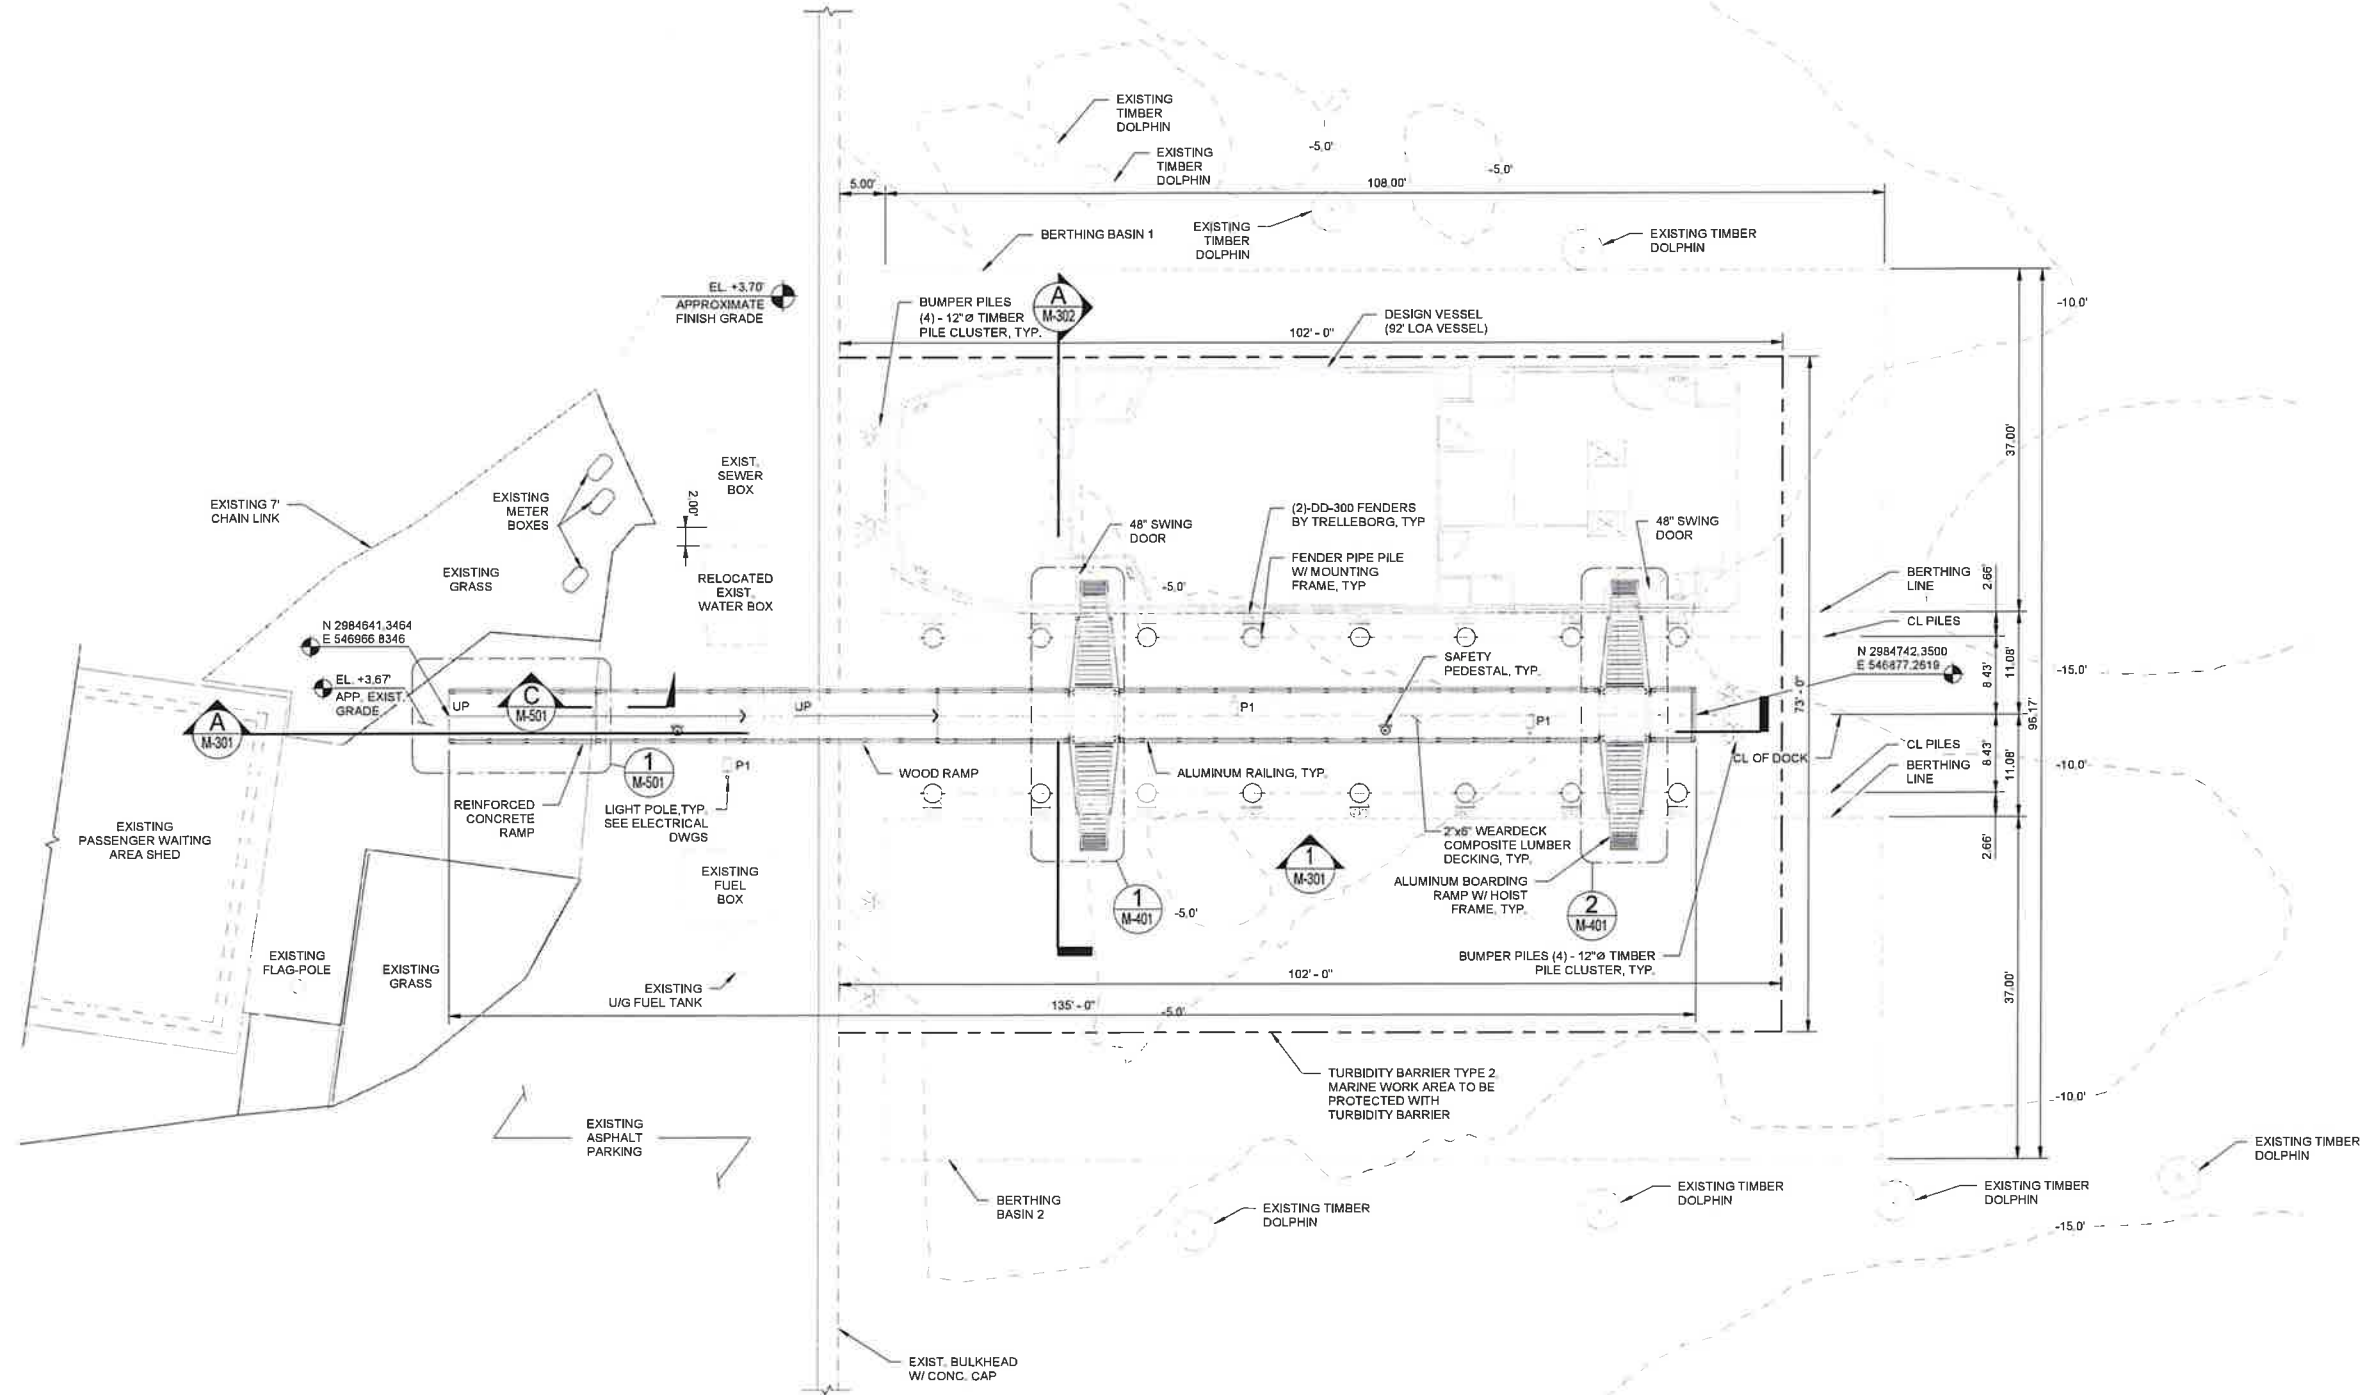 EXISTING
TIMBER
DOLPHIN
EXISTING
TIMBER
DOLPHIN
-5.0'
-5.0'
5.00'
108.00'
EXISTING
TIMBER
DOLPHIN
EXISTING TIMBER
DOLPHIN
BERTHING BASIN 1
EL. +3.70'
APPROXIMATE
FINISH GRADE
BUMPER PILES
(4) - 12"Ø TIMBER
PILE CLUSTER, TYP.
A
M-302
DESIGN VESSEL
(92' LOA VESSEL)
102' - 0"
-10.0'
37.00'
EXISTING 7'
CHAIN LINK
EXISTING
METER
BOXES
EXIST.
SEWER
BOX
2.00'
48" SWING
DOOR
(2)-DD-300 FENDERS
BY TRELLEBORG, TYP
FENDER PIPE PILE
W/ MOUNTING
FRAME, TYP
48" SWING
DOOR
EXISTING
GRASS
RELOCATED
EXIST.
WATER BOX
-5.0'
BERTHING
LINE
2.66'
CL PILES
N 2984641.3464
E 546966.8346
EL. +3.67'
APP. EXIST.
GRADE
SAFETY
PEDESTAL, TYP.
N 2984742.3500
E 546877.2619
8.43'
11.08'
-15.0'
96.17'
73' - 0"
A
M-301
UP
C
M-501
UP
P1
P1
CL OF DOCK
CL PILES
BERTHING
LINE
8.43'
11.08'
-10.0'
2.66'
1
M-501
P1
WOOD RAMP
ALUMINUM RAILING, TYP.
REINFORCED
CONCRETE
RAMP
LIGHT POLE,TYP.
SEE ELECTRICAL
DWGS
EXISTING
PASSENGER WAITING
AREA SHED
2"x6" WEARDECK
COMPOSITE LUMBER
DECKING, TYP.
1
M-301
ALUMINUM BOARDING
RAMP W/ HOIST
FRAME, TYP.
EXISTING
FUEL
BOX
1
M-401
-5.0'
2
M-401
EXISTING
FLAG-POLE
EXISTING
GRASS
EXISTING
U/G FUEL TANK
BUMPER PILES (4) - 12"Ø TIMBER
PILE CLUSTER, TYP.
102' - 0"
135' - 0"
-5.0'
37.00'
TURBIDITY BARRIER TYPE 2,
MARINE WORK AREA TO BE
PROTECTED WITH
TURBIDITY BARRIER
-10.0'
EXISTING
ASPHALT
PARKING
EXISTING TIMBER
DOLPHIN
BERTHING
BASIN 2
EXISTING TIMBER
DOLPHIN
EXISTING TIMBER
DOLPHIN
EXISTING TIMBER
DOLPHIN
-15.0'
EXIST. BULKHEAD
W/ CONC. CAP